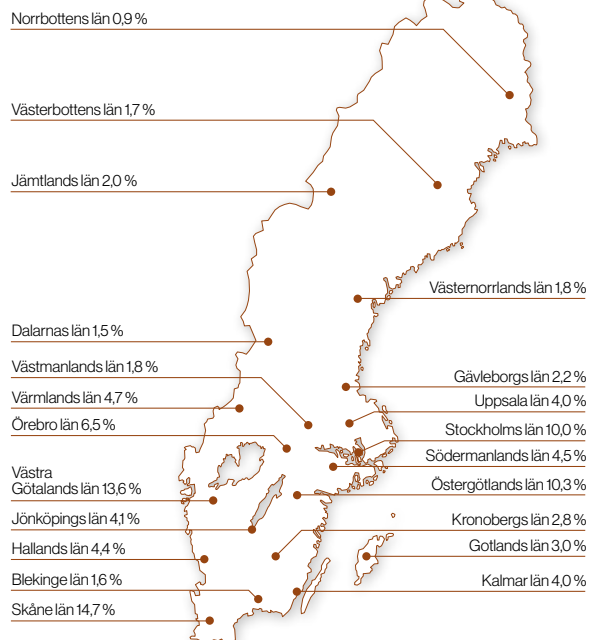 Norrbottens län 0,9 %
Västerbottens län 1,7 %
Jämtlands län 2,0 %
Västernorrlands län 1,8 %
Dalarnas län 1,5 %
Västmanlands län 1,8 %
Värmlands län 4,7 %
Örebro län 6,5 %
Västra
Götalands län 13,6 %
Jönköpings län 4,1 %
Hallands län 4,4 %
Blekinge län 1,6 %
Skåne län 14,7 %
Gävleborgs län 2,2 %
Uppsala län 4,0 %
Stockholms län 10,0 %
Södermanlands län 4,5 %
Östergötlands län 10,3 %
Kronobergs län 2,8 %
Gotlands län 3,0 %
Kalmar län 4,0 %